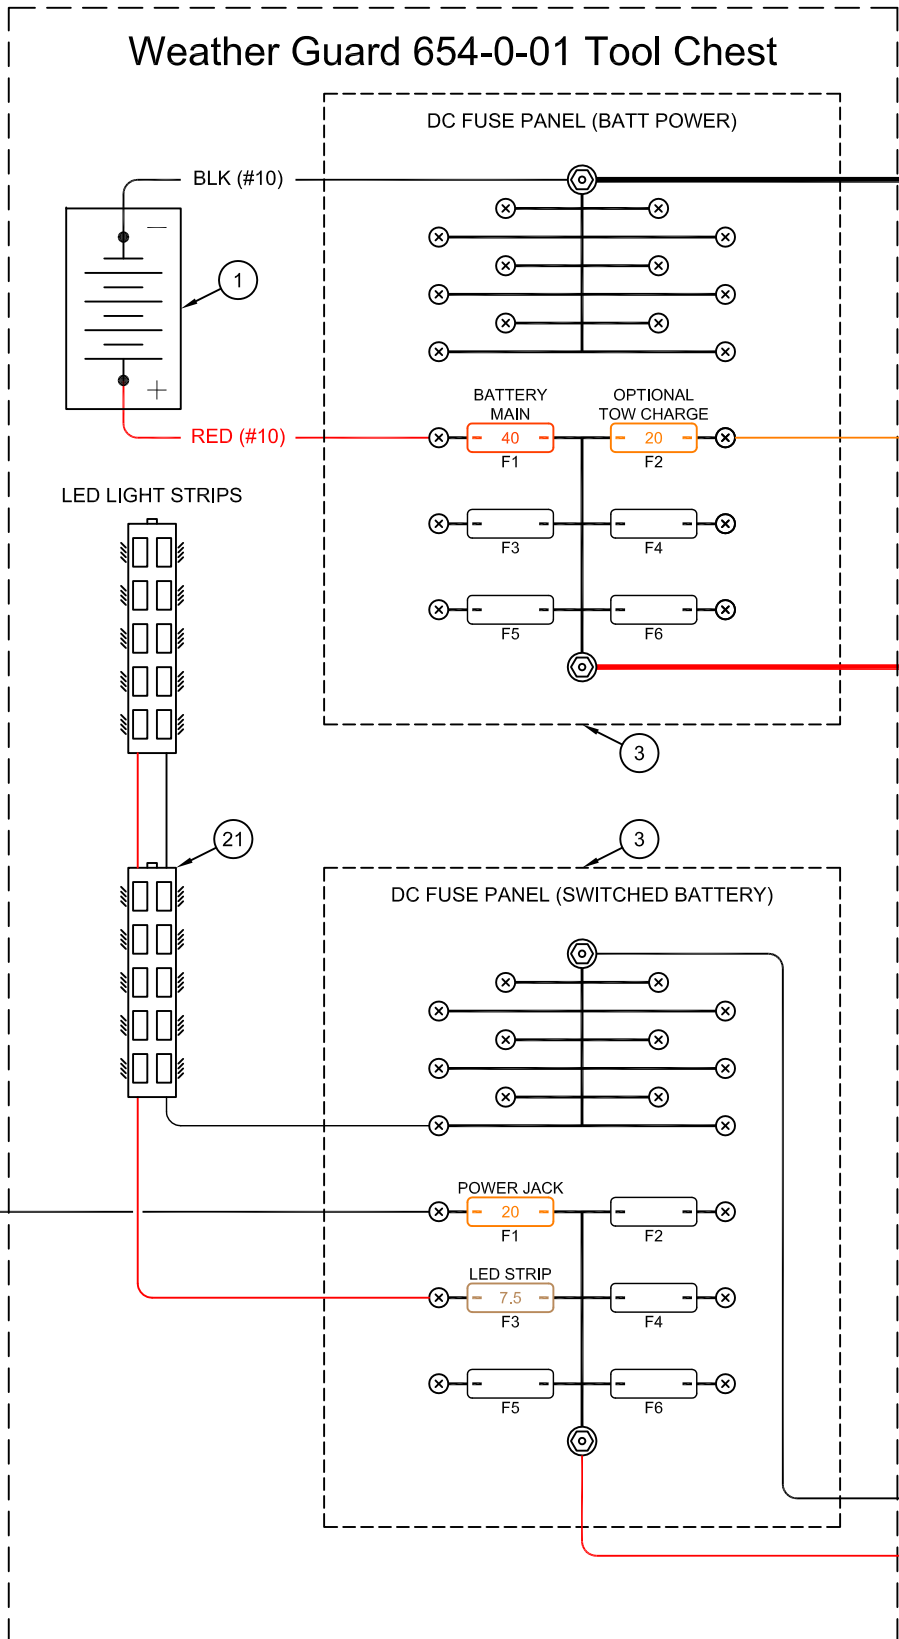 Weather Guard 654-0-01 Tool Chest
DC FUSE PANEL (BATT POWER)
BLK (#10)
1
BATTERY
MAIN
OPTIONAL
TOW CHARGE
RED (#10)
40
20
F1
F2
LED LIGHT STRIPS
F3
F4
F5
F6
3
21
3
DC FUSE PANEL (SWITCHED BATTERY)
POWER JACK
20
F1
F2
LED STRIP
7.5
F3
F4
F5
F6